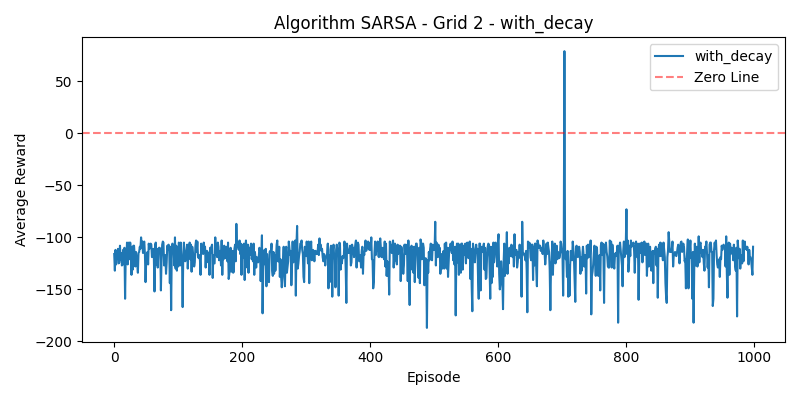 Algorithm SARSA - Grid 2 - with_decay
with_decay
Zero Line
50
0
−50
−100
−150
−200
Average Reward
0
200
400
600
800
1000
Episode